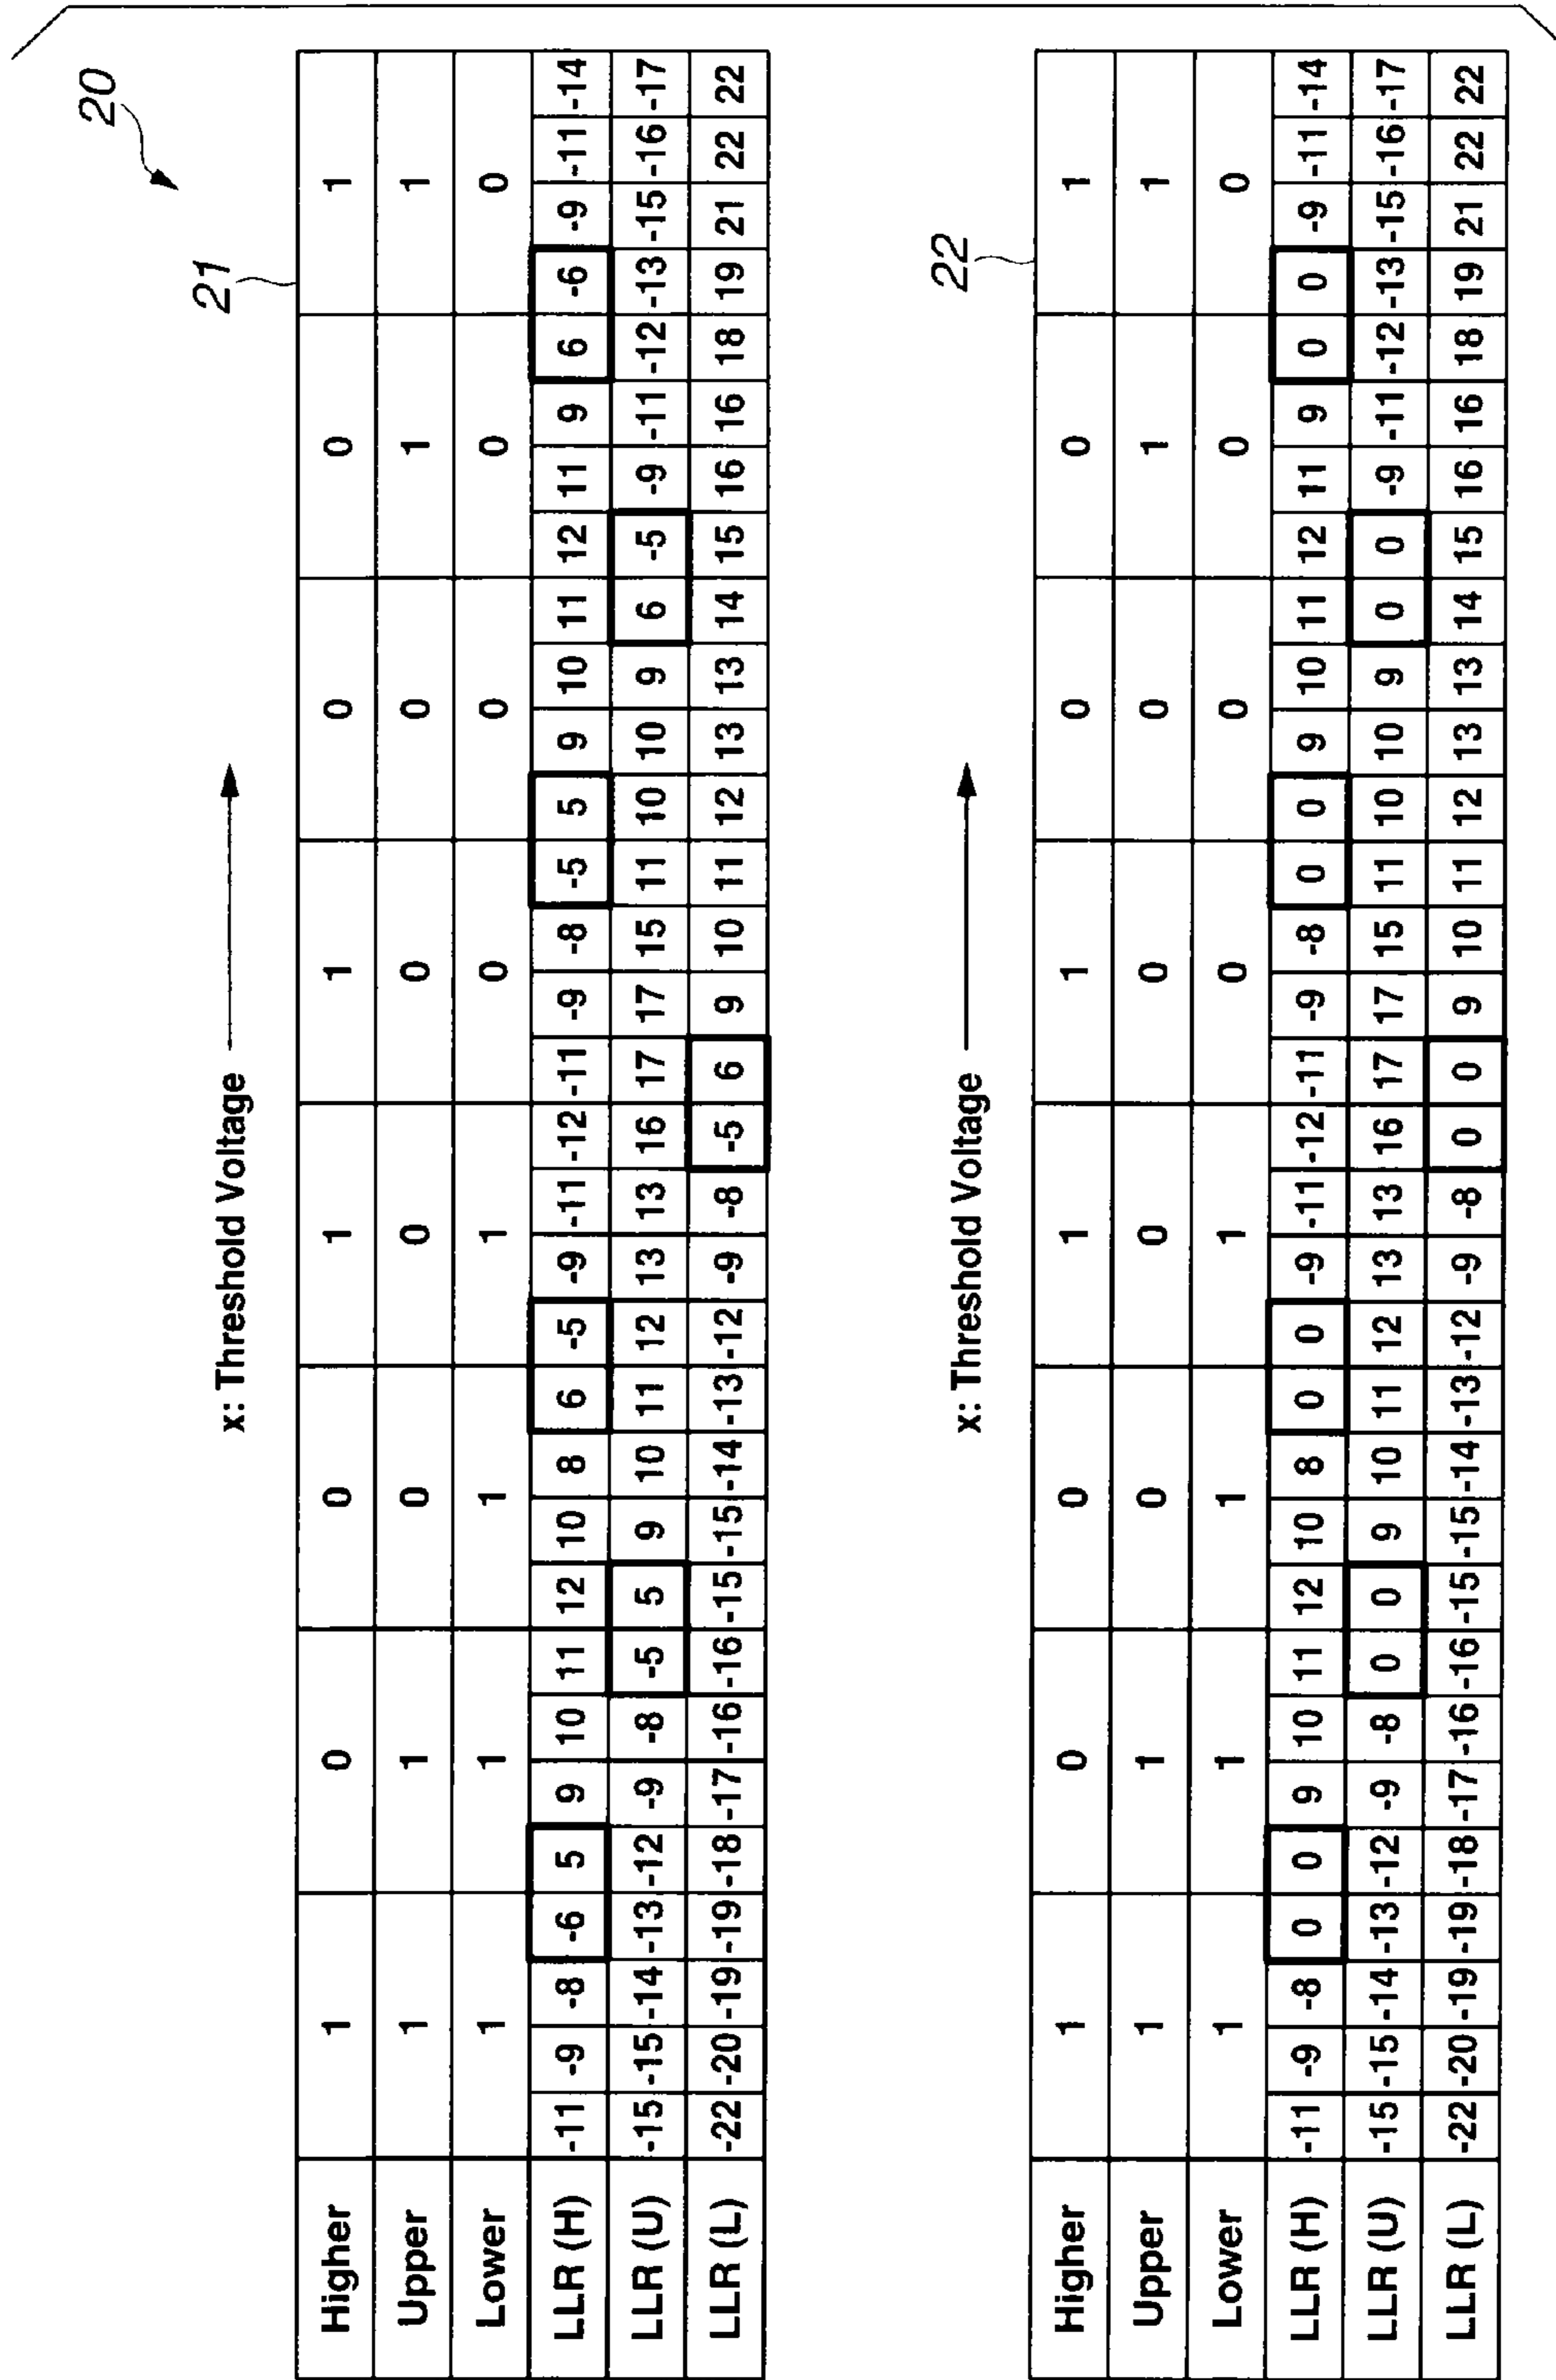 20
x: Threshold Voltage
21
Higher 1 0 0 1 1 0 0 1
Upper 1 1 0 0 0 0 1 1
Lower 1 1 1 1 0 0 0 0
LLR (H) -11 -9 -8 -6 5 9 10 11 12 10 8 6 -5 -9 -11 -12 -11 -9 -8 -5 5 9 10 11 12 11 9 6 -6 -9 -11 -14
LLR (U) -15 -15 -14 -13 -12 -9 -8 -5 5 9 10 11 12 13 13 16 17 17 15 11 10 10 9 6 -5 -9 -11 -12 -13 -15 -16 -17
LLR (L) -22 -20 -19 -19 -18 -17 -16 -16 -15 -15 -14 -13 -12 -9 -8 -5 6 9 10 11 12 13 13 14 15 16 16 18 19 21 22 22
x: Threshold Voltage
22
Higher 1 0 0 1 1 0 0 1
Upper 1 1 0 0 0 0 1 1
Lower 1 1 1 1 0 0 0 0
LLR (H) -11 -9 -8 0 0 9 10 11 12 10 8 0 0 -9 -11 -12 -11 -9 -8 0 0 9 10 11 12 11 9 0 0 -9 -11 -14
LLR (U) -15 -15 -14 -13 -12 -9 -8 0 0 9 10 11 12 13 13 16 17 17 15 11 10 10 9 0 0 -9 -11 -12 -13 -15 -16 -17
LLR (L) -22 -20 -19 -19 -18 -17 -16 -16 -15 -15 -14 -13 -12 -9 -8 0 0 9 10 11 12 13 13 14 15 16 16 18 19 21 22 22